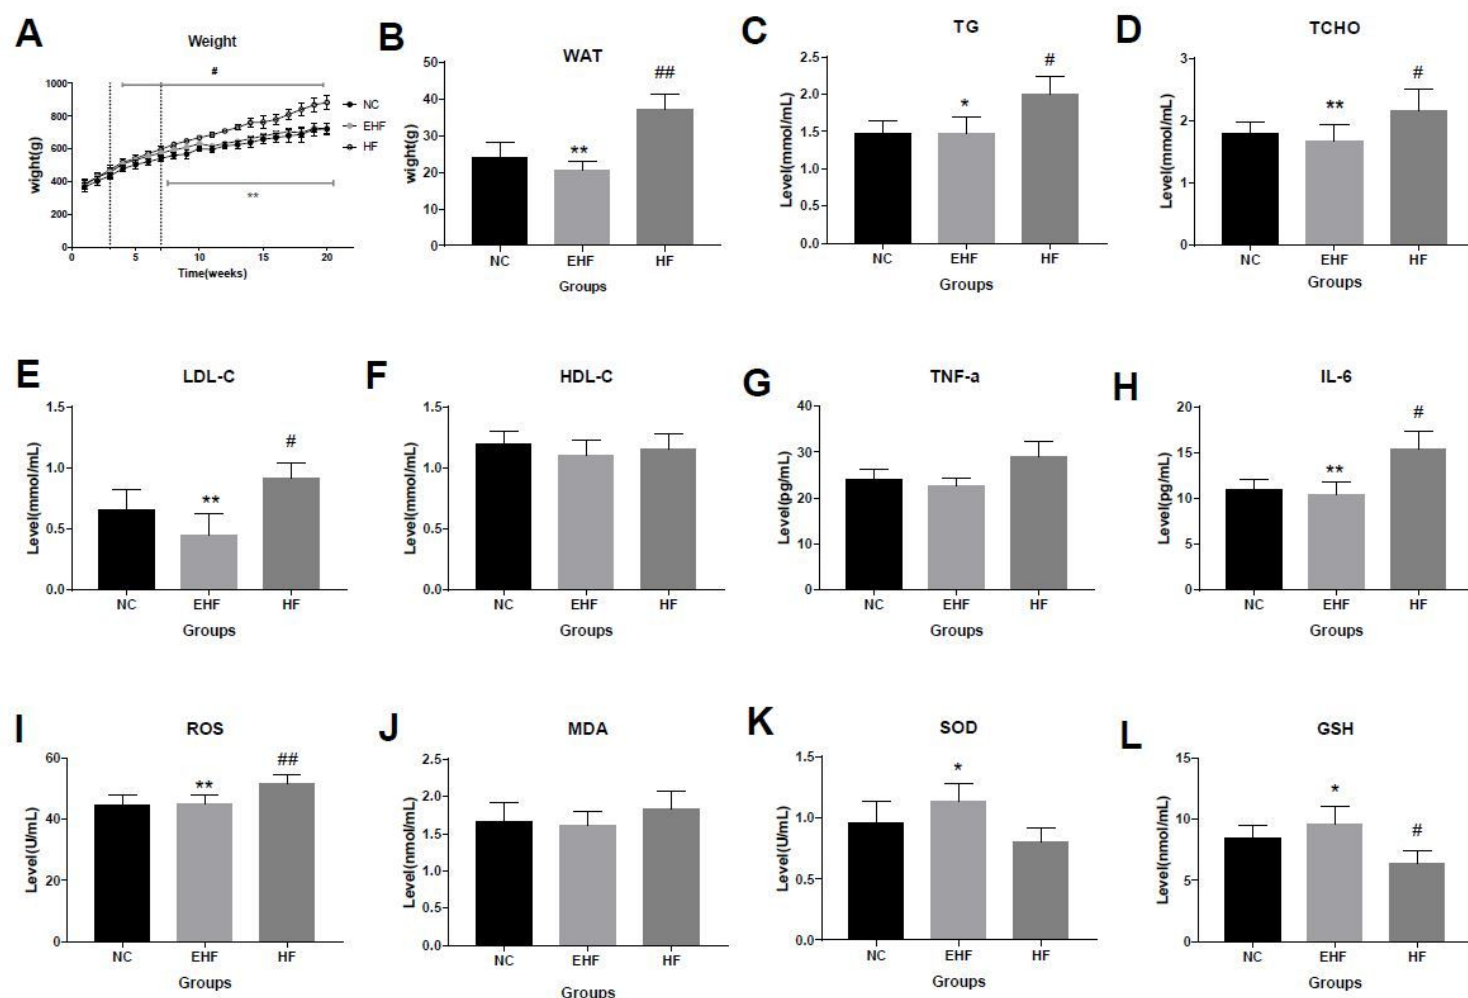 A
Weight
#
1000
800
600
400
200
0
wight(g)
0
5
10
15
20
Time(weeks)
NC
EHF
HF
**
B
WAT
50
40
30
20
10
0
wight(g)
**
##
NC
EHF
HF
Groups
C
TG
2.5
2.0
1.5
1.0
0.5
0.0
Level(mmol/mL)
*
#
NC
EHF
HF
Groups
D
TCHO
3
2
1
0
Level(mmol/mL)
**
#
NC
EHF
HF
Groups
E
LDL-C
1.5
1.0
0.5
0.0
Level(mmol/mL)
**
#
NC
EHF
HF
Groups
F
HDL-C
1.5
1.0
0.5
0.0
Level(mmol/mL)
NC
EHF
HF
Groups
G
TNF-a
40
30
20
10
0
Level(pg/mL)
NC
EHF
HF
Groups
H
IL-6
20
15
10
5
0
Level(pg/mL)
**
#
NC
EHF
HF
Groups
I
ROS
60
40
20
0
Level(U/mL)
**
##
NC
EHF
HF
Groups
J
MDA
2.5
2.0
1.5
1.0
0.5
0.0
Level(nmol/mL)
NC
EHF
HF
Groups
K
SOD
1.5
1.0
0.5
0.0
Level(U/mL)
*
NC
EHF
HF
Groups
L
GSH
15
10
5
0
Level(nmol/mL)
*
#
NC
EHF
HF
Groups